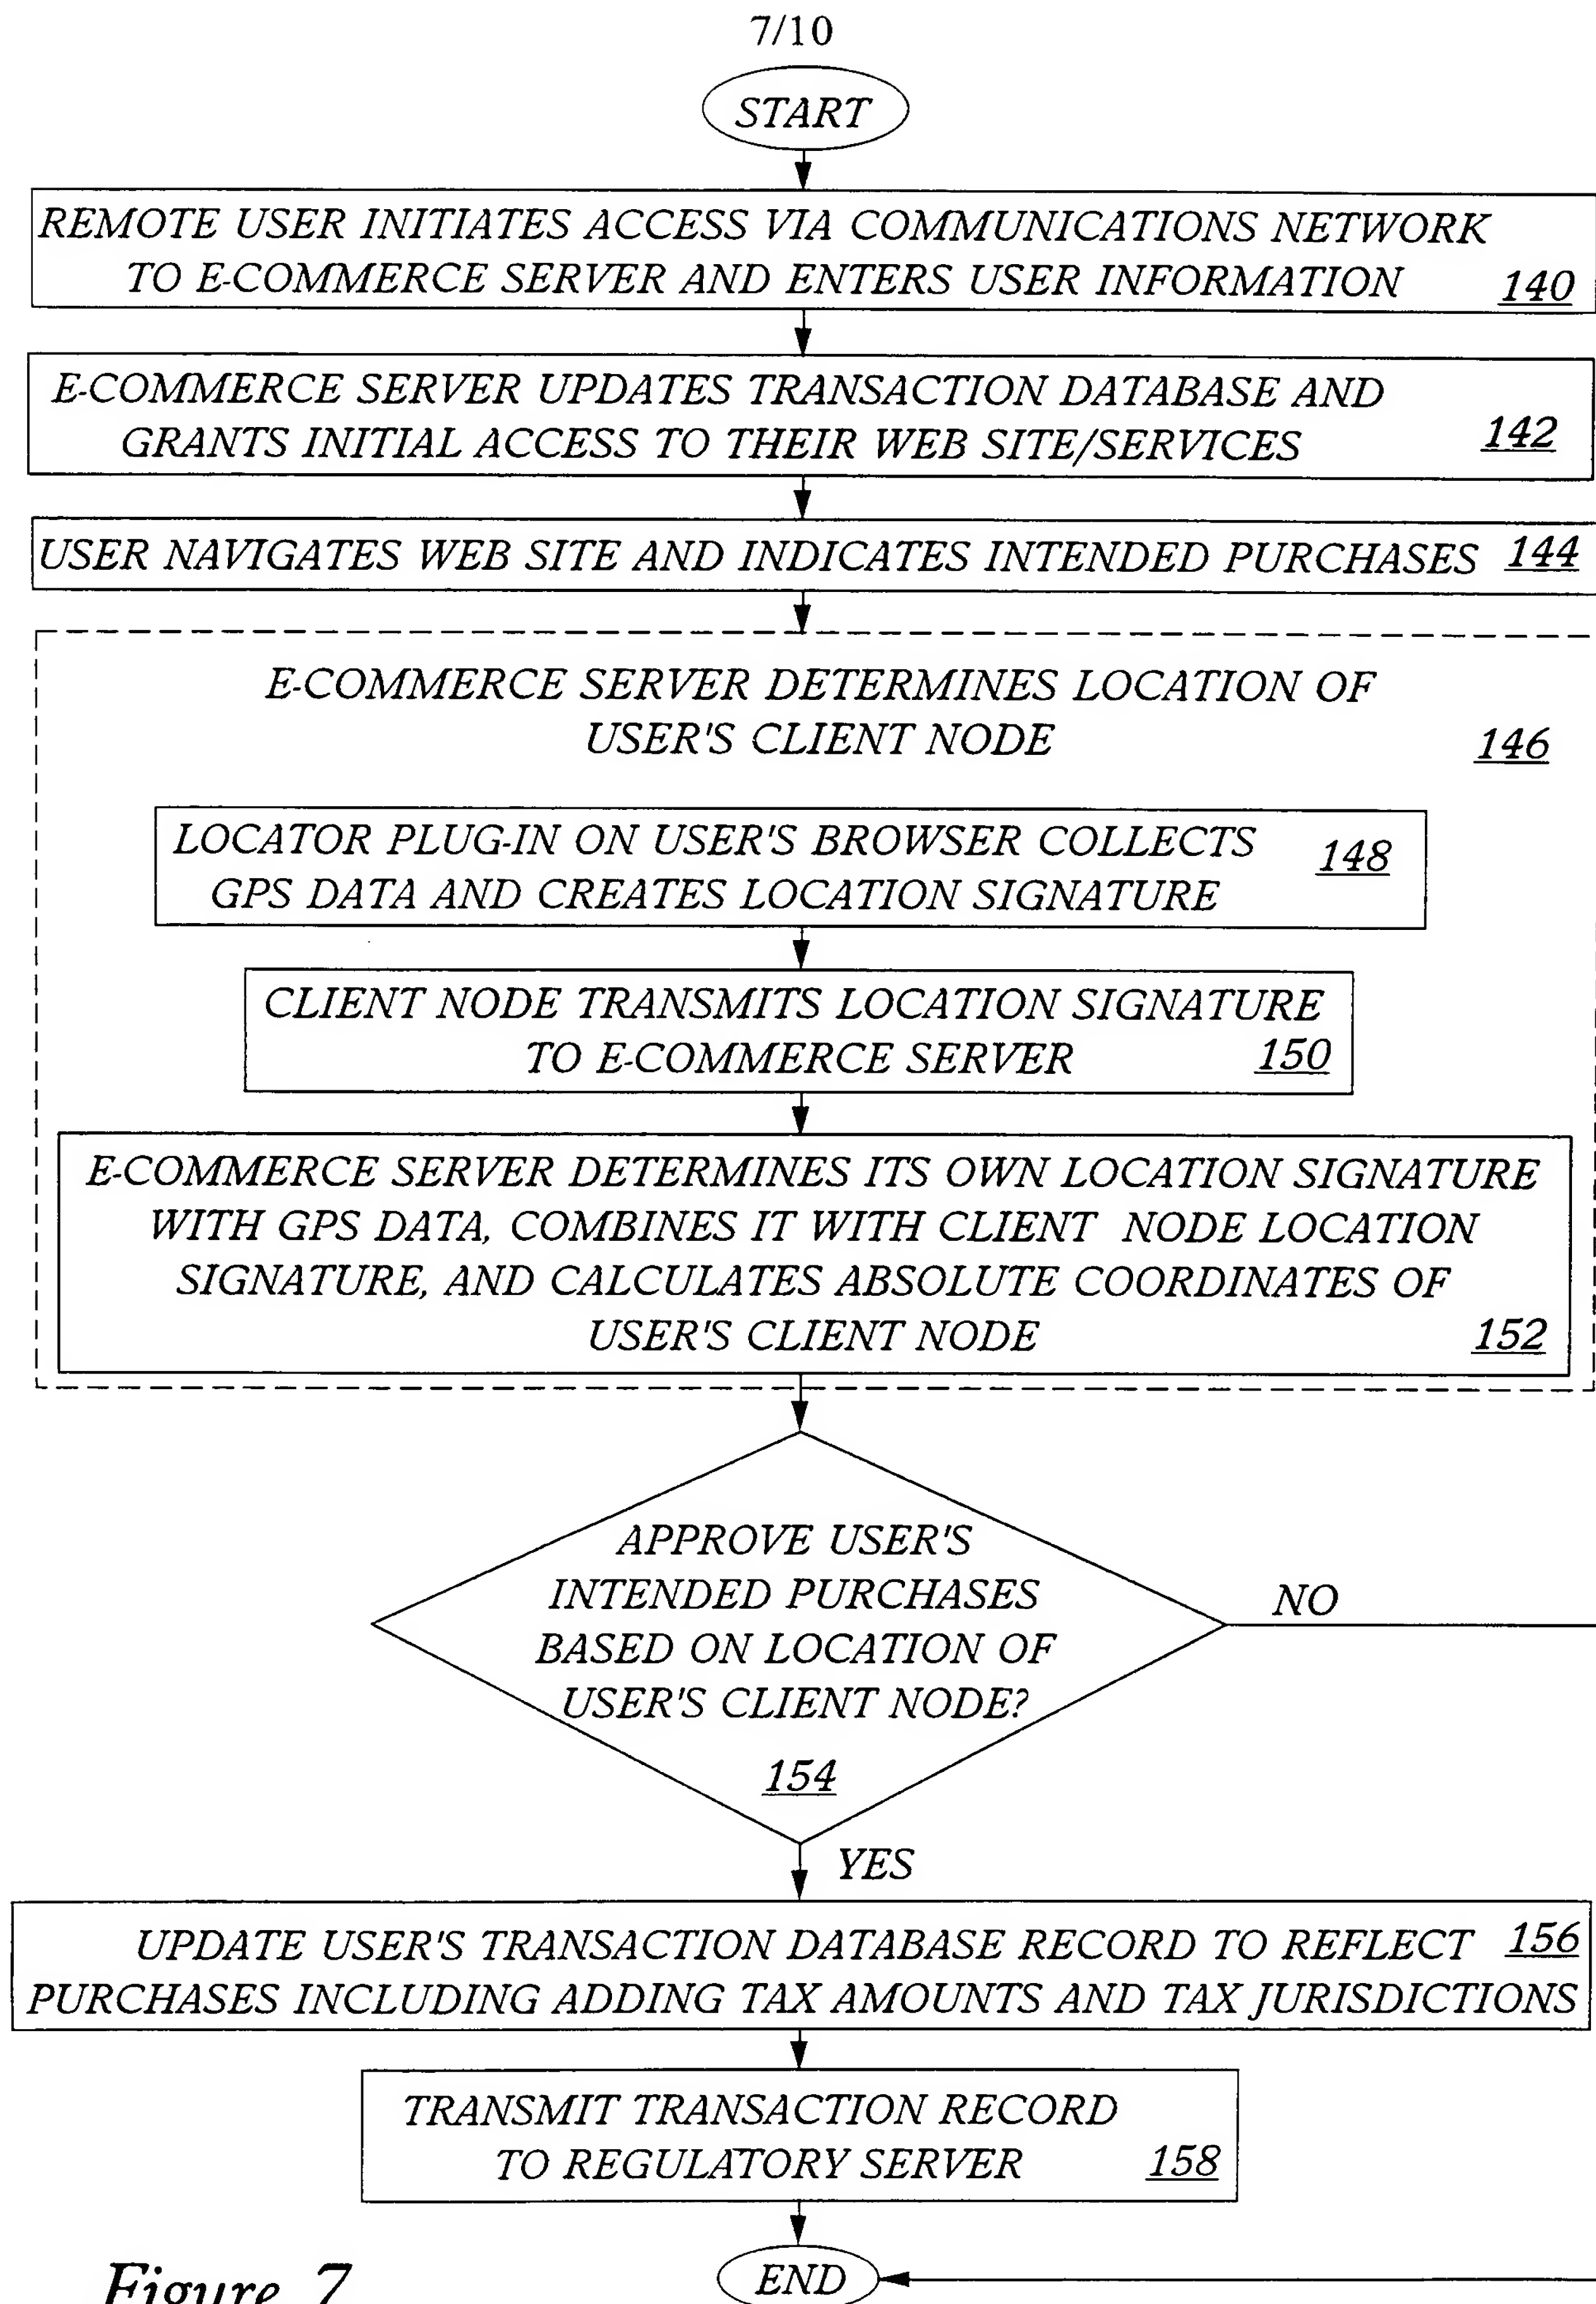 7/10
START
REMOTE USER INITIATES ACCESS VIA COMMUNICATIONS NETWORK
TO E-COMMERCE SERVER AND ENTERS USER INFORMATION 140
E-COMMERCE SERVER UPDATES TRANSACTION DATABASE AND
GRANTS INITIAL ACCESS TO THEIR WEB SITE/SERVICES 142
USER NAVIGATES WEB SITE AND INDICATES INTENDED PURCHASES 144
E-COMMERCE SERVER DETERMINES LOCATION OF
USER'S CLIENT NODE 146
LOCATOR PLUG-IN ON USER'S BROWSER COLLECTS 148
GPS DATA AND CREATES LOCATION SIGNATURE
CLIENT NODE TRANSMITS LOCATION SIGNATURE
TO E-COMMERCE SERVER 150
E-COMMERCE SERVER DETERMINES ITS OWN LOCATION SIGNATURE
WITH GPS DATA, COMBINES IT WITH CLIENT NODE LOCATION
SIGNATURE, AND CALCULATES ABSOLUTE COORDINATES OF
USER'S CLIENT NODE 152
APPROVE USER'S
INTENDED PURCHASES
BASED ON LOCATION OF
USER'S CLIENT NODE?
154
NO
YES
UPDATE USER'S TRANSACTION DATABASE RECORD TO REFLECT 156
PURCHASES INCLUDING ADDING TAX AMOUNTS AND TAX JURISDICTIONS
TRANSMIT TRANSACTION RECORD
TO REGULATORY SERVER 158
END
Figure 7